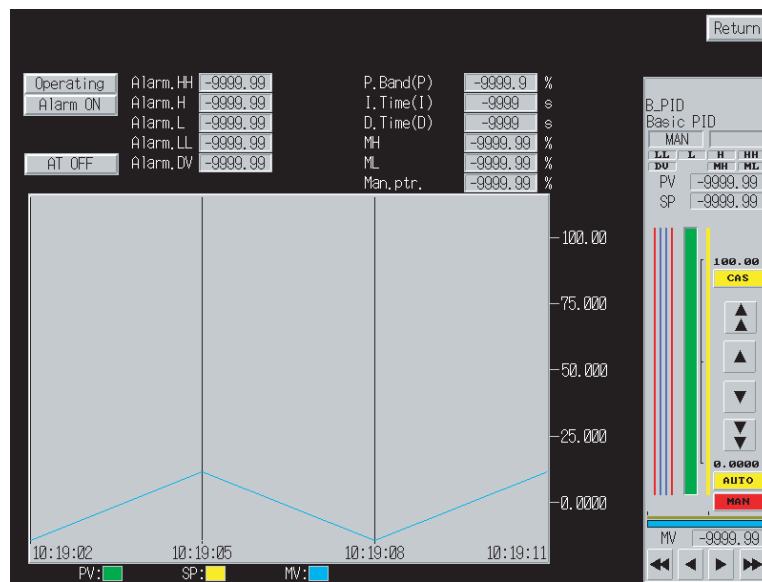 Return
Operating Alarm.HH -9999.99 P.Band(P) -9999.9 %
Alarm ON Alarm.H -9999.99 I.Time(I) -9999 s
Alarm.L -9999.99 D.Time(D) -9999 s
Alarm.LL -9999.99 MH -9999.99 %
AT OFF Alarm.DV -9999.99 ML -9999.99 %
Man.ptr. -9999.99 %
100.00
75.000
50.000
25.000
0.0000
10:19:02 10:19:05 10:19:08 10:19:11
PV: SP: MV:
B_PID
Basic PID
MAN
LL L H HH
DV MH ML
PV -9999.99
SP -9999.99
100.00
CAS
0.0000
AUTO
MAN
MV -9999.99